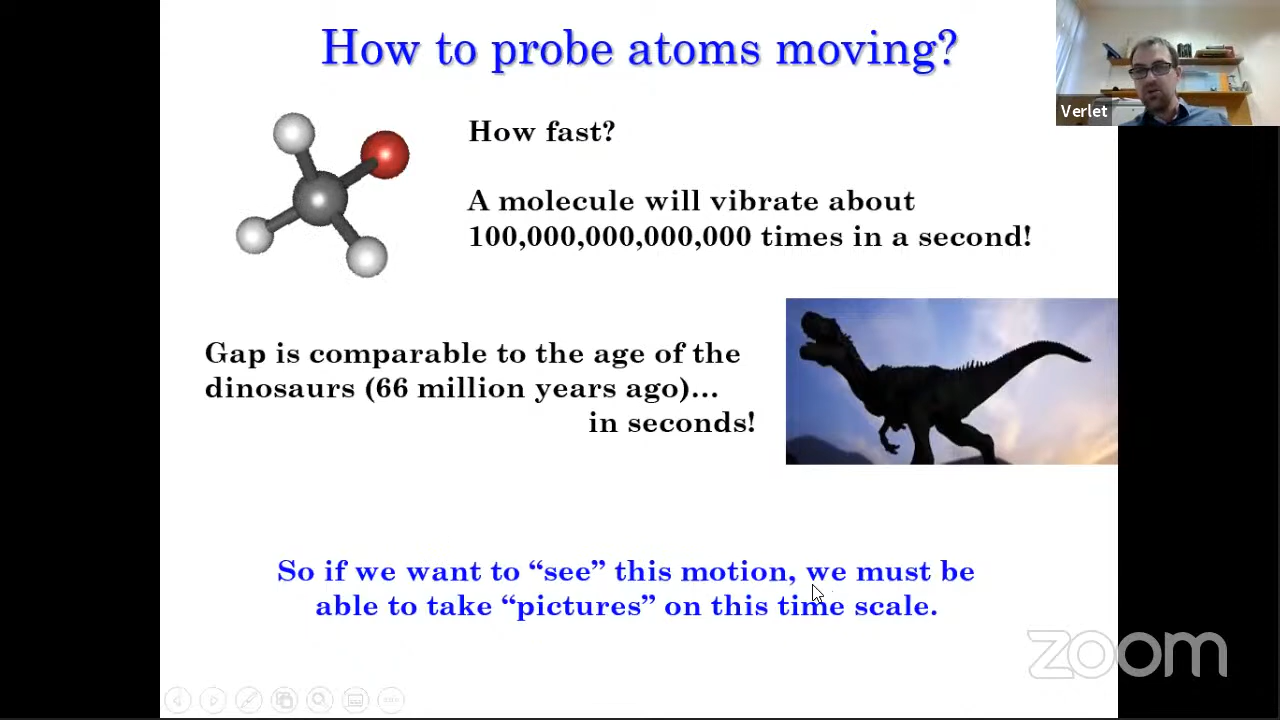 How to probe atoms moving?
Verlet
How fast?
A molecule will vibrate about
100,000,000,000,000 times in a second!
Gap is comparable to the age of the
dinosaurs (66 million years ago)...
in seconds!
So if we want to “see” this motion, we must be
able to take “pictures” on this time scale.
zoom